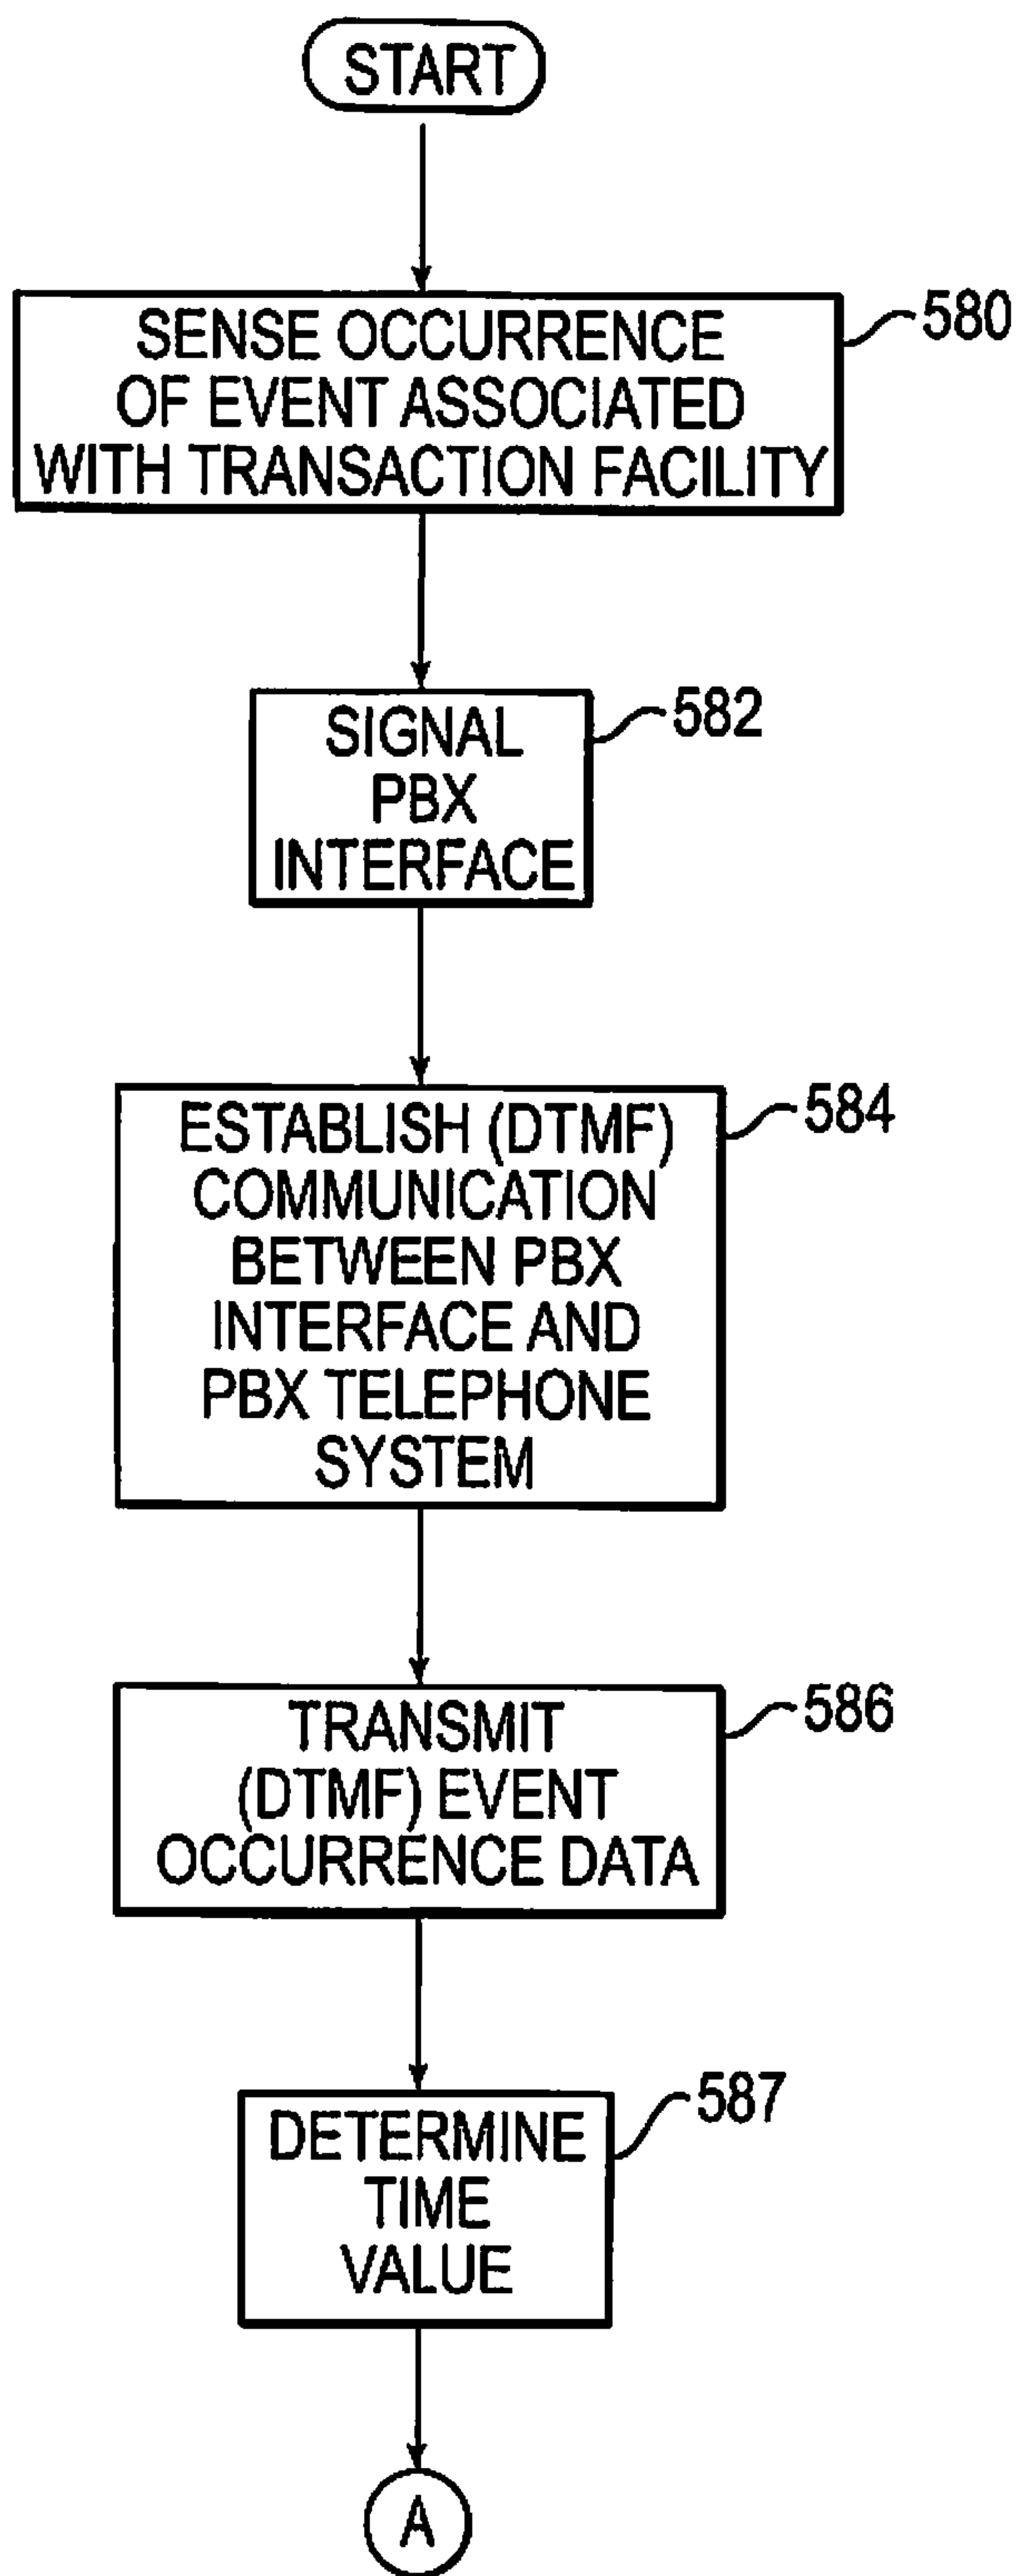 START
SENSE OCCURRENCE
OF EVENT ASSOCIATED
WITH TRANSACTION FACILITY
580
SIGNAL
PBX
INTERFACE
582
ESTABLISH (DTMF)
COMMUNICATION
BETWEEN PBX
INTERFACE AND
PBX TELEPHONE
SYSTEM
584
TRANSMIT
(DTMF) EVENT
OCCURRENCE DATA
586
DETERMINE
TIME
VALUE
587
A